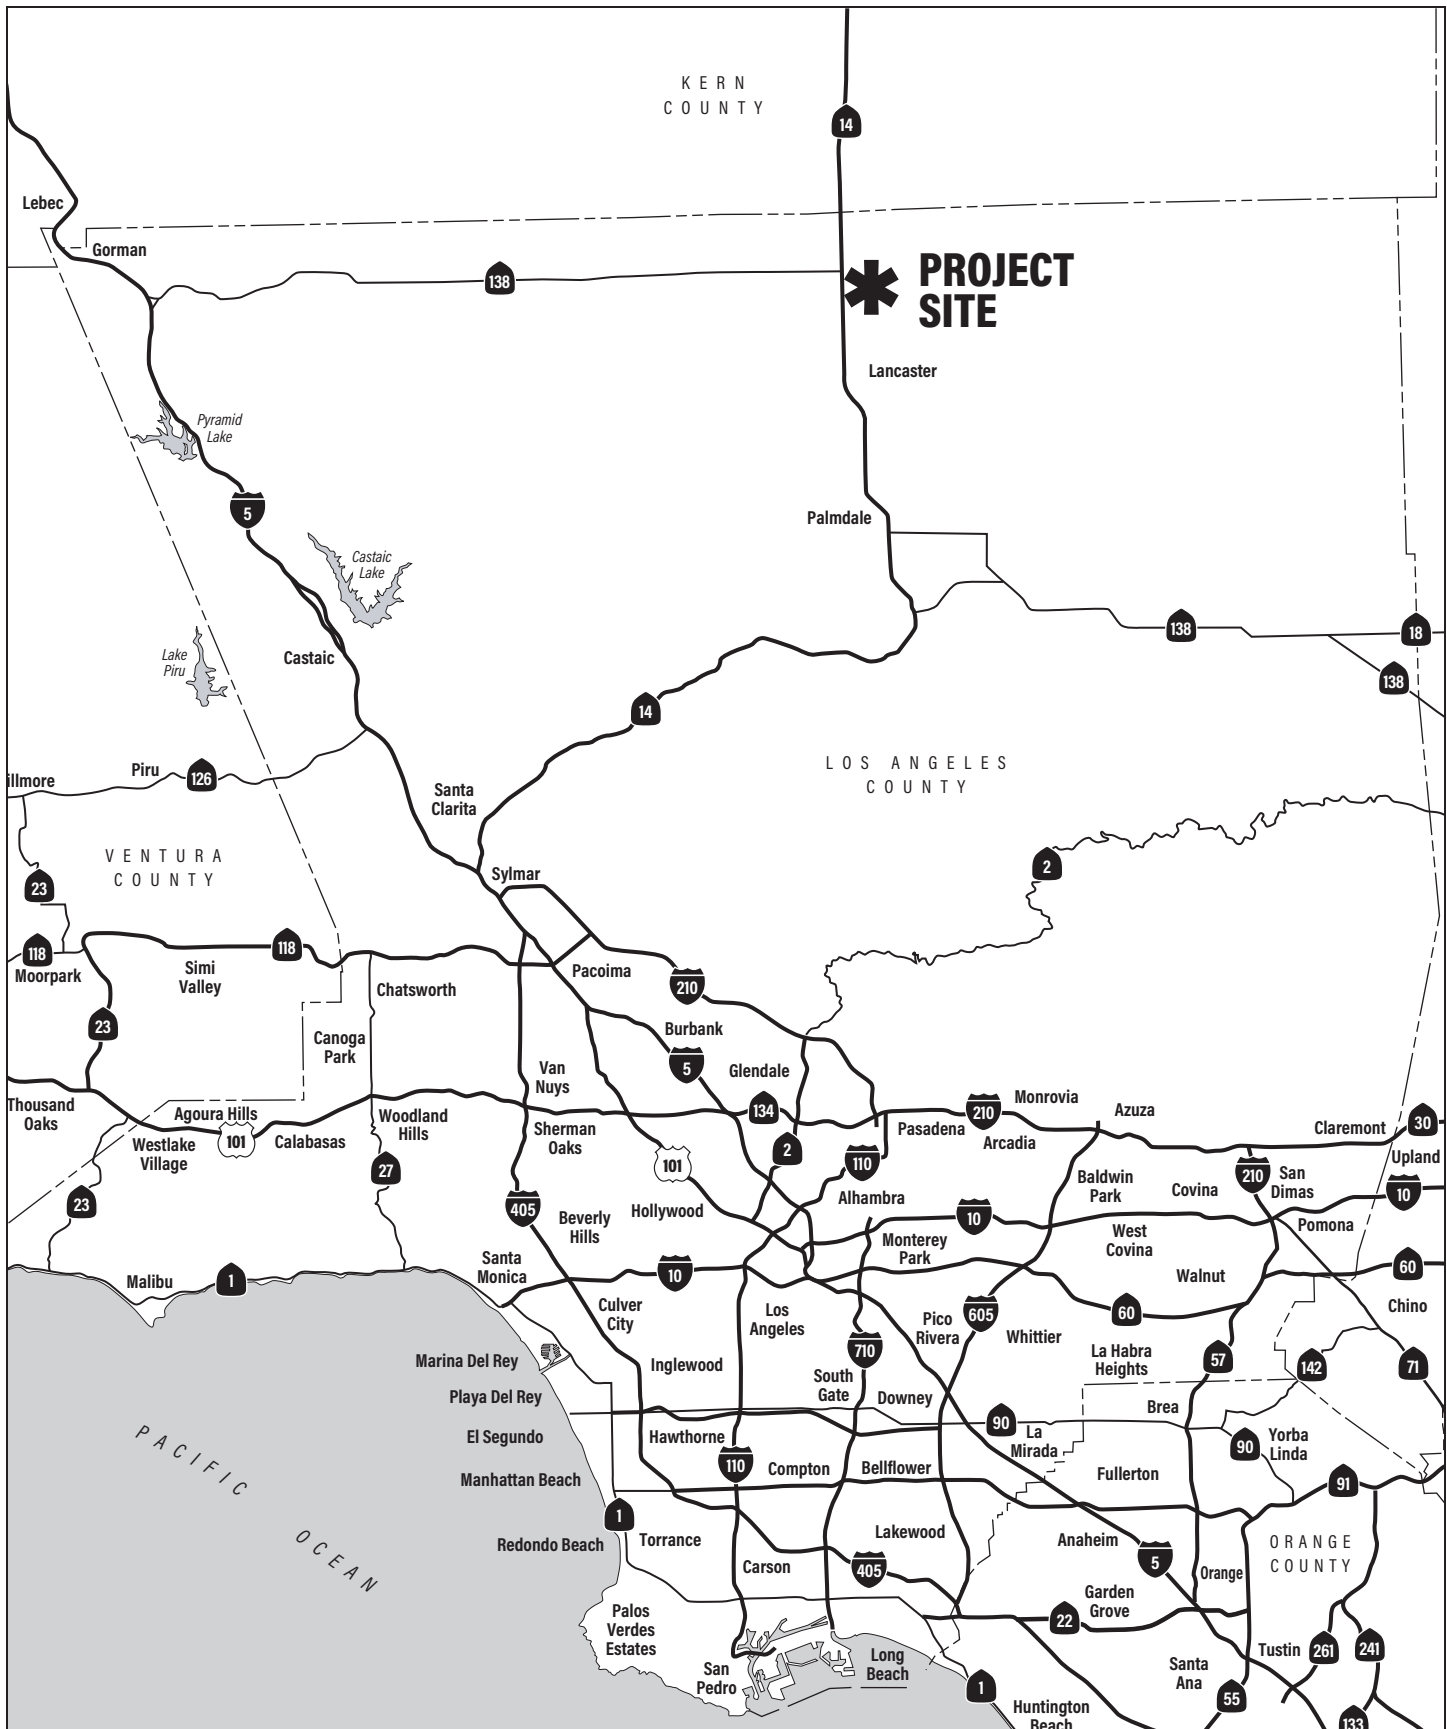 KERN
COUNTY
14
Lebec
Gorman
138
PROJECT
SITE
Lancaster
Pyramid
Lake
5
Palmdale
Castaic
Lake
138
18
Castaic
Lake
Piru
138
14
LOS ANGELES
COUNTY
Piru
126
illmore
Santa
Clarita
VENTURA
COUNTY
2
23
Sylmar
118
118
Moorpark
Simi
Valley
Pacoima
210
Chatsworth
23
Canoga
Park
Burbank
5
Van
Nuys
Glendale
Thousand
Oaks
Agoura Hills
101
Calabasas
Woodland
Hills
134
210
Monrovia
Azuza
Claremont
30
Westlake
Village
Sherman
Oaks
2
Pasadena
Arcadia
Upland
27
101
110
Baldwin
Park
Covina
210
San
Dimas
10
23
405
Hollywood
Alhambra
Beverly
Hills
10
Monterey
Park
West
Covina
Pomona
Santa
Monica
10
Walnut
60
Malibu
1
Culver
City
Los
Angeles
Pico
Rivera
605
Whittier
60
Chino
Marina Del Rey
Inglewood
710
La Habra
Heights
57
142
71
Playa Del Rey
South
Gate
Downey
Brea
El Segundo
Hawthorne
90
La
Mirada
90
Yorba
Linda
Manhattan Beach
110
Compton
Bellflower
Fullerton
91
PACIFIC
OCEAN
1
Redondo Beach
Torrance
Lakewood
Anaheim
5
ORANGE
COUNTY
Carson
405
Orange
Palos
Verdes
Estates
22
Garden
Grove
San
Pedro
Long
Beach
Tustin
261
241
Santa
Ana
55
1
Huntington
Beach
133